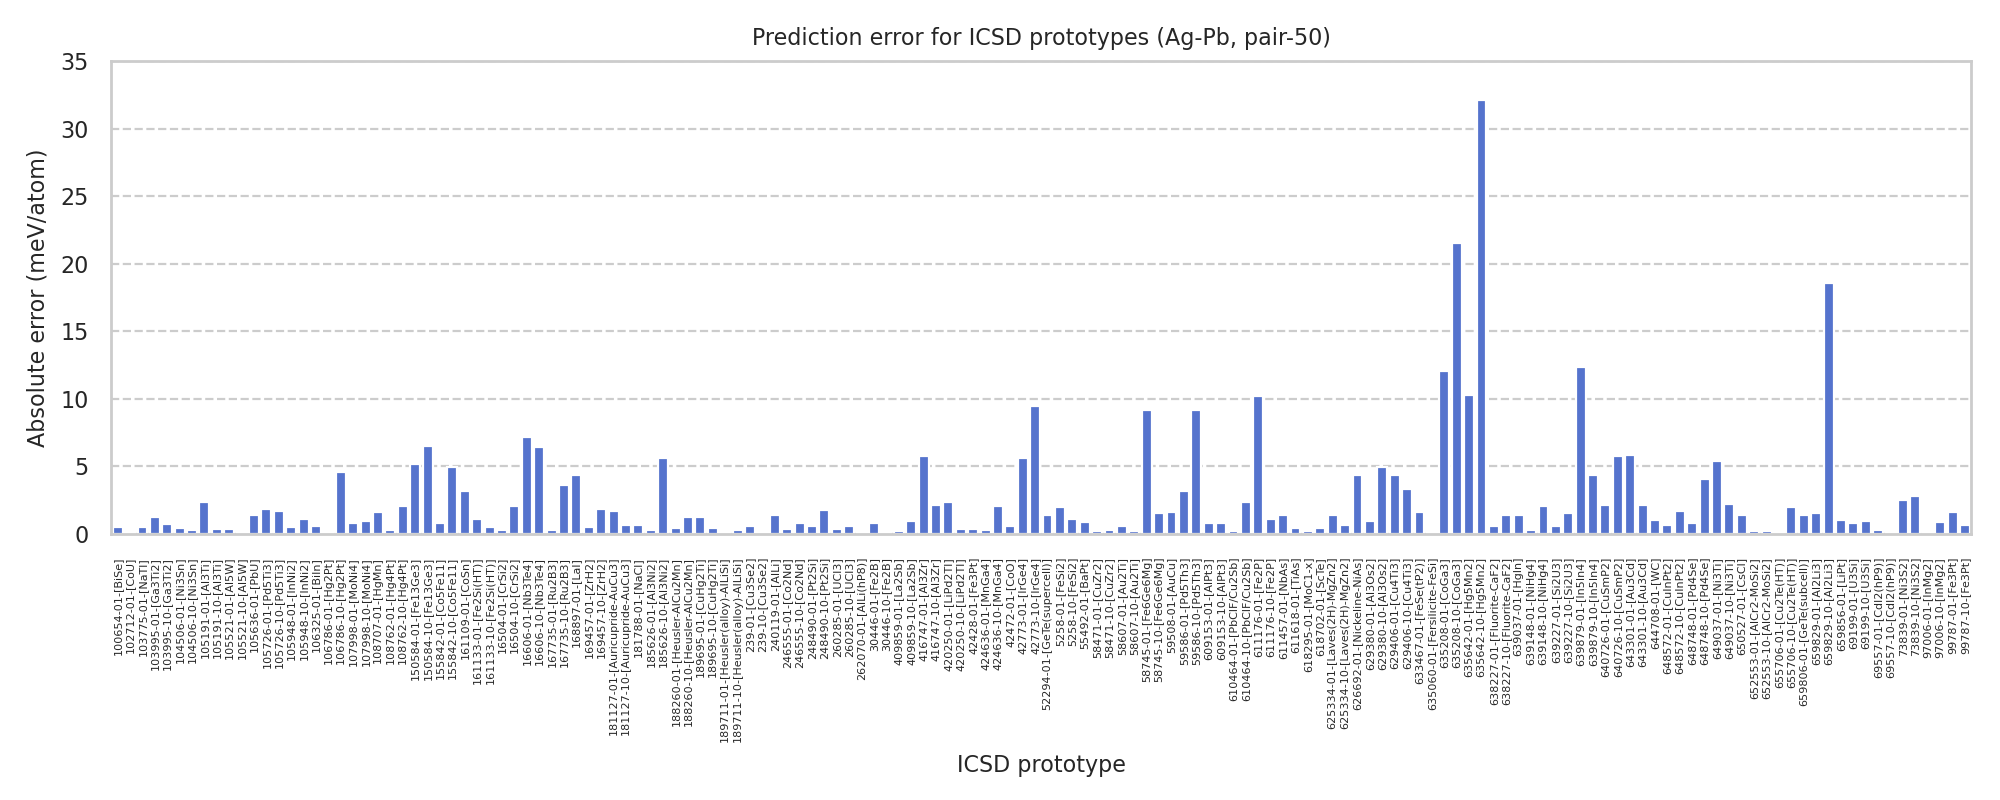 Prediction error for ICSD prototypes (Ag-Pb, pair-50)
Absolute error (meV/atom)
35
30
25
20
15
10
5
0
100654-01-[BiSe]
102712-01-[CoU]
103775-01-[NaTl]
103995-01-[Ga3Ti2]
103995-10-[Ga3Ti2]
104506-01-[Ni3Sn]
104506-10-[Ni3Sn]
105191-01-[Al3Ti]
105191-10-[Al3Ti]
105521-01-[Al5W]
105521-10-[Al5W]
105636-01-[PbU]
105726-01-[Pd5Ti3]
105726-10-[Pd5Ti3]
105948-01-[InNi2]
105948-10-[InNi2]
106325-01-[BiIn]
106786-01-[Hg2Pt]
106786-10-[Hg2Pt]
107998-01-[MoNi4]
107998-10-[MoNi4]
108707-01-[HgMn]
108762-01-[Hg4Pt]
108762-10-[Hg4Pt]
150584-01-[Fe13Ge3]
150584-10-[Fe13Ge3]
155842-01-[Co5Fe11]
155842-10-[Co5Fe11]
161109-01-[CoSn]
161133-01-[Fe2Si(HT)]
161133-10-[Fe2Si(HT)]
16504-01-[CrSi2]
16504-10-[CrSi2]
16606-01-[Nb3Te4]
16606-10-[Nb3Te4]
167735-01-[Ru2B3]
167735-10-[Ru2B3]
168897-01-[LaI]
169457-01-[ZrH2]
169457-10-[ZrH2]
181127-01-[Auricupride-AuCu3]
181127-10-[Auricupride-AuCu3]
181788-01-[NaCl]
185626-01-[Al3Ni2]
185626-10-[Al3Ni2]
188260-01-[Heusler-AlCu2Mn]
188260-10-[Heusler-AlCu2Mn]
189695-01-[CuHg2Ti]
189695-10-[CuHg2Ti]
189711-01-[Heusler(alloy)-AlLiSi]
189711-10-[Heusler(alloy)-AlLiSi]
239-01-[Cu3Se2]
239-10-[Cu3Se2]
240119-01-[AlLi]
246555-01-[Co2Nd]
246555-10-[Co2Nd]
248490-01-[Pt2Si]
248490-10-[Pt2Si]
260285-01-[UCl3]
260285-10-[UCl3]
262070-01-[AlLi(hP8)]
30446-01-[Fe2B]
30446-10-[Fe2B]
409859-01-[La2Sb]
409859-10-[La2Sb]
416747-01-[Al3Zr]
416747-10-[Al3Zr]
420250-01-[LiPd2Tl]
420250-10-[LiPd2Tl]
42428-01-[Fe3Pt]
424636-01-[MnGa4]
424636-10-[MnGa4]
42472-01-[CoO]
42773-01-[IrGe4]
42773-10-[IrGe4]
52294-01-[GeTe(supercell)]
5258-01-[FeSi2]
5258-10-[FeSi2]
55492-01-[BaPt]
58471-01-[CuZr2]
58471-10-[CuZr2]
58607-01-[Au2Ti]
58607-10-[Au2Ti]
58745-01-[Fe6Ge6Mg]
58745-10-[Fe6Ge6Mg]
59508-01-[AuCu]
59586-01-[Pd5Th3]
59586-10-[Pd5Th3]
609153-01-[AlPt3]
609153-10-[AlPt3]
610464-01-[PbClF/Cu2Sb]
610464-10-[PbClF/Cu2Sb]
611176-01-[Fe2P]
611176-10-[Fe2P]
611457-01-[NbAs]
611618-01-[TiAs]
618295-01-[MoC1-x]
618702-01-[ScTe]
625334-01-[Laves(2H)-MgZn2]
625334-10-[Laves(2H)-MgZn2]
626692-01-[Nickeline-NiAs]
629380-01-[Al3Os2]
629380-10-[Al3Os2]
629406-01-[Cu4Ti3]
629406-10-[Cu4Ti3]
633467-01-[FeSe(tP2)]
635060-01-[Fersilicite-FeSi]
635208-01-[CoGa3]
635208-10-[CoGa3]
635642-01-[Hg5Mn2]
635642-10-[Hg5Mn2]
638227-01-[Fluorite-CaF2]
638227-10-[Fluorite-CaF2]
639037-01-[HgIn]
639148-01-[NiHg4]
639148-10-[NiHg4]
639227-01-[Si2U3]
639227-10-[Si2U3]
639879-01-[In5In4]
639879-10-[In5In4]
640726-01-[CuSmP2]
640726-10-[CuSmP2]
643301-01-[Au3Cd]
643301-10-[Au3Cd]
644708-01-[WC]
648572-01-[CuInPt2]
648572-10-[CuInPt2]
648748-01-[Pd4Se]
648748-10-[Pd4Se]
649037-01-[Ni3Ti]
649037-10-[Ni3Ti]
650527-01-[CsCl]
652553-01-[AlCr2-MoSi2]
652553-10-[AlCr2-MoSi2]
655706-01-[Cu2Te(HT)]
655706-10-[Cu2Te(HT)]
659806-01-[GeTe(subcell)]
659829-01-[Al2Li3]
659829-10-[Al2Li3]
659856-01-[LiPt]
69199-01-[U3Si]
69199-10-[U3Si]
69557-01-[CdI2(hP9)]
69557-10-[CdI2(hP9)]
73839-01-[Ni3S2]
73839-10-[Ni3S2]
97006-01-[InMg2]
97006-10-[InMg2]
99787-01-[Fe3Pt]
99787-10-[Fe3Pt]
ICSD prototype